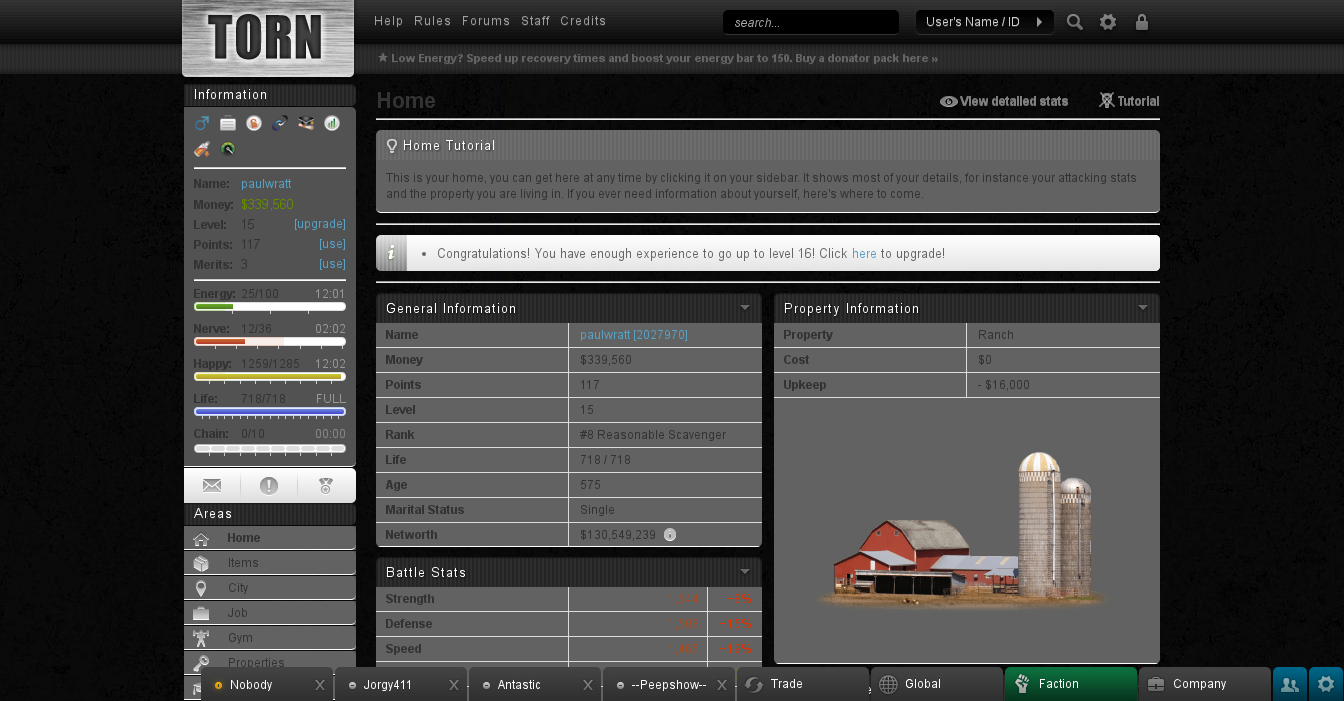 TORN
Help Rules Forums Staff Credits
search...
User's Name / ID
Low Energy? Speed up recovery times and boost your energy bar to 150. Buy a donator pack here »
Information
Name: paulwratt
Money: $339,560
Level: 15 [upgrade]
Points: 117 [use]
Merits: 3 [use]
Energy: 25/100 12:01
Nerve: 12/36 02:02
Happy: 1259/1285 12:02
Life: 718/718 FULL
Chain: 0/10 00:00
Areas
Home
Items
City
Job
Gym
Properties
Home
View detailed stats
Tutorial
Home Tutorial
This is your home, you can get here at any time by clicking it on your sidebar. It shows most of your details, for instance your attacking stats
and the property you are living in. If you ever need information about yourself, here's where to come.
• Congratulations! You have enough experience to go up to level 16! Click here to upgrade!
General Information
Name paulwratt [2027970]
Money $339,560
Points 117
Level 15
Rank #8 Reasonable Scavenger
Life 718 / 718
Age 575
Marital Status Single
Networth $130,549,239
Battle Stats
Strength
Defense
Speed
Property Information
Property Ranch
Cost $0
Upkeep - $16,000
Nobody X
Jorgy411 X
Antastic X
--Peepshow-- X
Trade
Global
Faction
Company